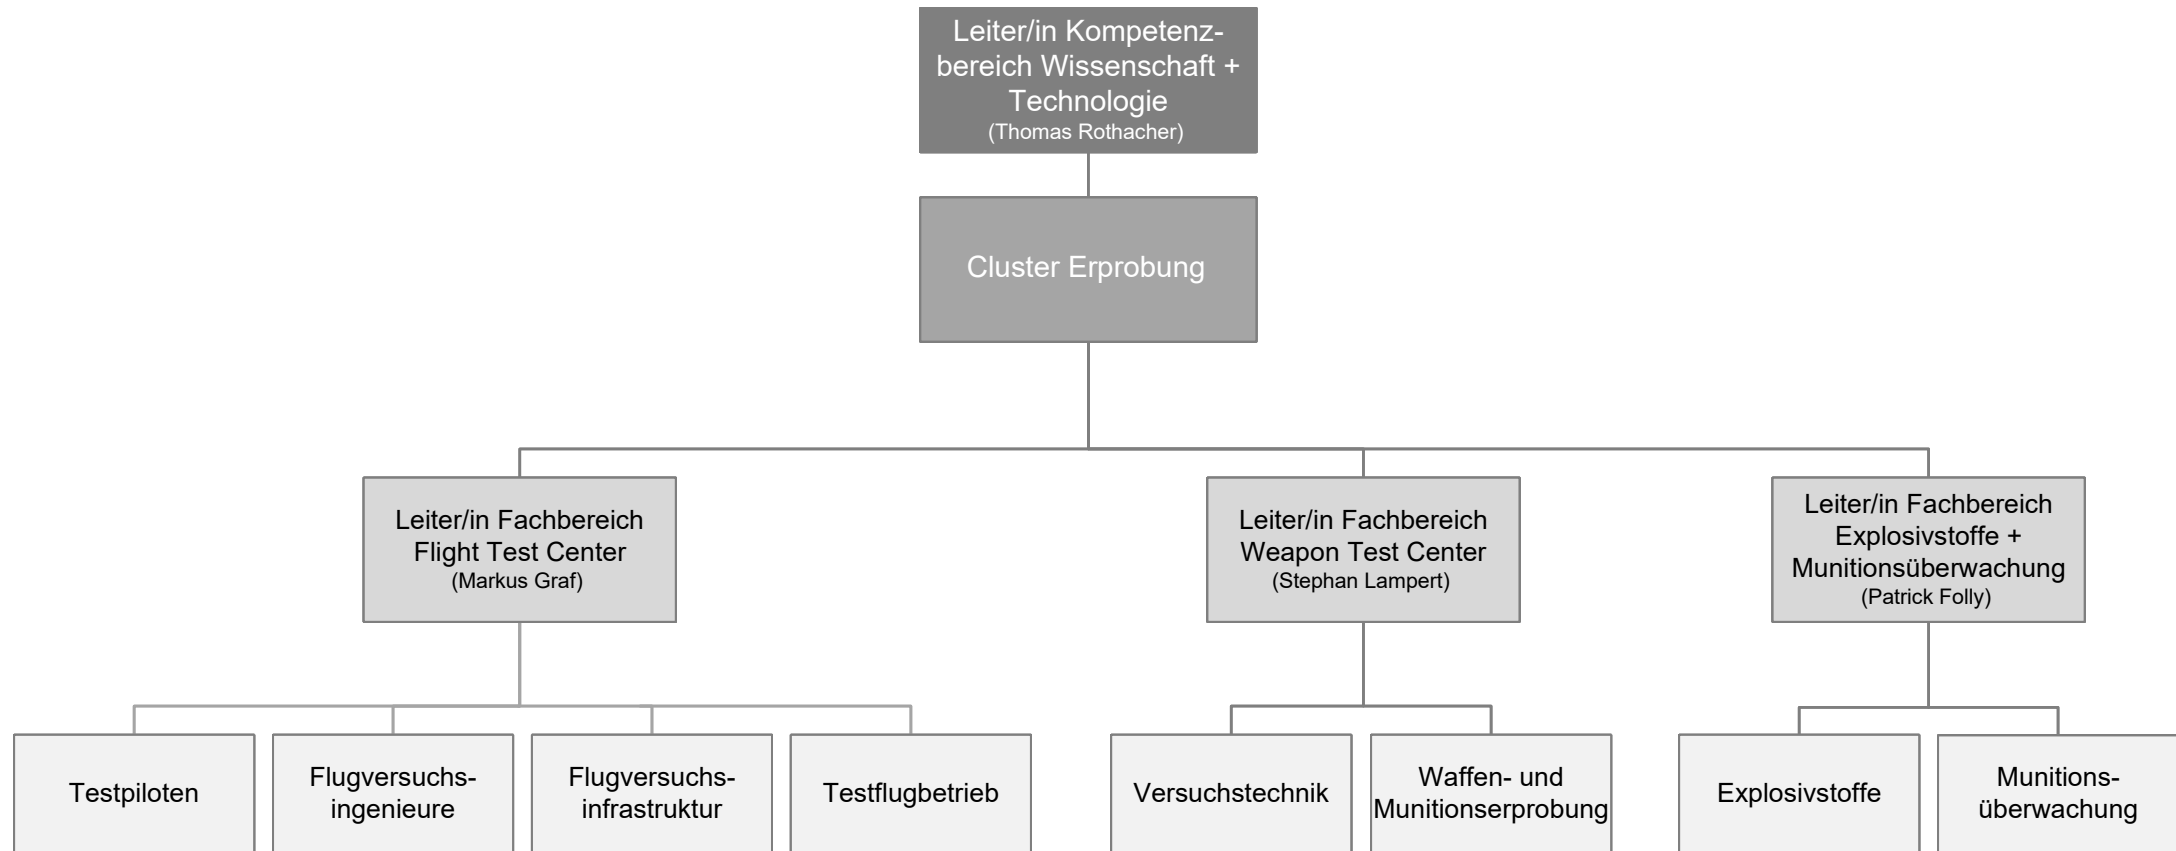 Leiter/in Kompetenz-
bereich Wissenschaft +
Technologie
(Thomas Rothacher)
Cluster Erprobung
Leiter/in Fachbereich
Flight Test Center
(Markus Graf)
Leiter/in Fachbereich
Weapon Test Center
(Stephan Lampert)
Leiter/in Fachbereich
Explosivstoffe +
Munitionsüberwachung
(Patrick Folly)
Testpiloten
Flugversuchs-
ingenieure
Flugversuchs-
infrastruktur
Testflugbetrieb
Versuchstechnik
Waffen- und
Munitionserprobung
Explosivstoffe
Munitions-
überwachung